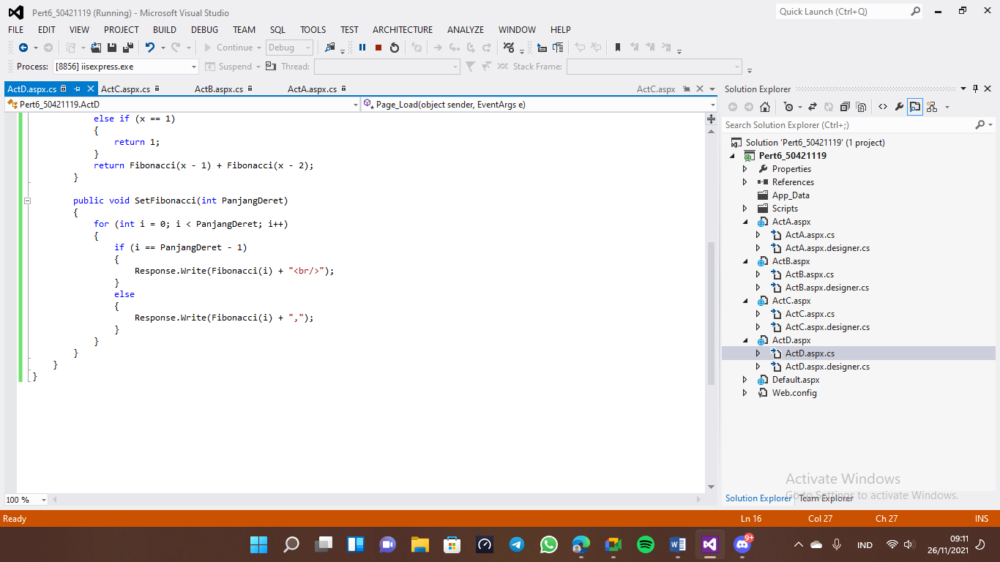 Pert6_50421119 (Running) - Microsoft Visual Studio
Quick Launch (Ctrl+Q)
FILE EDIT VIEW PROJECT BUILD DEBUG TEAM SQL TOOLS TEST ARCHITECTURE ANALYZE WINDOW HELP
Continue Debug
Process: [8856] iisexpress.exe Suspend Thread: Stack Frame:
ActD.aspx.cs ActC.aspx.cs ActB.aspx.cs ActA.aspx.cs ActC.aspx
Pert6_50421119.ActD Page_Load(object sender, EventArgs e)
else if (x == 1)
{
return 1;
}
return Fibonacci(x - 1) + Fibonacci(x - 2);
}
public void SetFibonacci(int PanjangDeret)
{
for (int i = 0; i < PanjangDeret; i++)
{
if (i == PanjangDeret - 1)
{
Response.Write(Fibonacci(i) + "<br/>");
}
else
{
Response.Write(Fibonacci(i) + ",");
}
}
}
}
}
100 %
Solution Explorer
Search Solution Explorer (Ctrl+;)
Solution 'Pert6_50421119' (1 project)
Pert6_50421119
Properties
References
App_Data
Scripts
ActA.aspx
ActA.aspx.cs
ActA.aspx.designer.cs
ActB.aspx
ActB.aspx.cs
ActB.aspx.designer.cs
ActC.aspx
ActC.aspx.cs
ActC.aspx.designer.cs
ActD.aspx
ActD.aspx.cs
ActD.aspx.designer.cs
Default.aspx
Web.config
Activate Windows
Go to Settings to activate Windows.
Solution Explorer Team Explorer
Ready Ln 16 Col 27 Ch 27 INS
9+
IND
09:11
26/11/2021